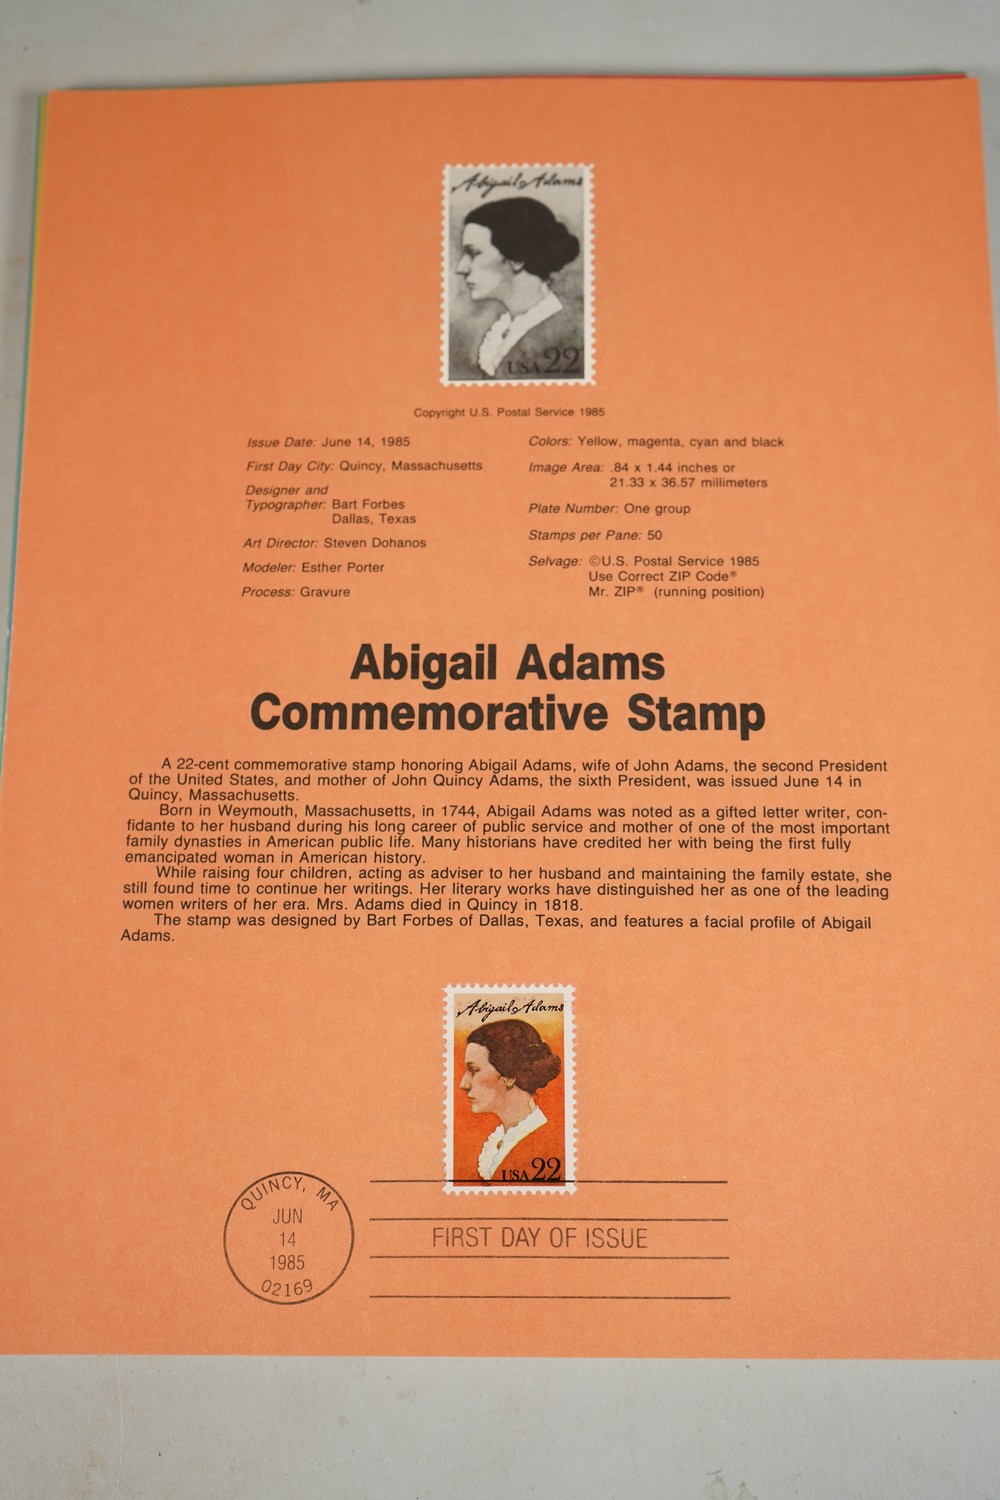 Abigail Adams
USA 22
Copyright U.S. Postal Service 1985
Issue Date: June 14, 1985
First Day City: Quincy, Massachusetts
Designer and
Typographer: Bart Forbes
Dallas, Texas
Art Director: Steven Dohanos
Modeler: Esther Porter
Process: Gravure
Colors: Yellow, magenta, cyan and black
Image Area: .84 x 1.44 inches or
21.33 x 36.57 millimeters
Plate Number: One group
Stamps per Pane: 50
Selvage: ©U.S. Postal Service 1985
Use Correct ZIP Code®
Mr. ZIP® (running position)
Abigail Adams
Commemorative Stamp
A 22-cent commemorative stamp honoring Abigail Adams, wife of John Adams, the second President
of the United States, and mother of John Quincy Adams, the sixth President, was issued June 14 in
Quincy, Massachusetts.
Born in Weymouth, Massachusetts, in 1744, Abigail Adams was noted as a gifted letter writer, con-
fidante to her husband during his long career of public service and mother of one of the most important
family dynasties in American public life. Many historians have credited her with being the first fully
emancipated woman in American history.
While raising four children, acting as adviser to her husband and maintaining the family estate, she
still found time to continue her writings. Her literary works have distinguished her as one of the leading
women writers of her era. Mrs. Adams died in Quincy in 1818.
The stamp was designed by Bart Forbes of Dallas, Texas, and features a facial profile of Abigail
Adams.
Abigail Adams
USA 22
QUINCY, MA
JUN
14
1985
02169
FIRST DAY OF ISSUE